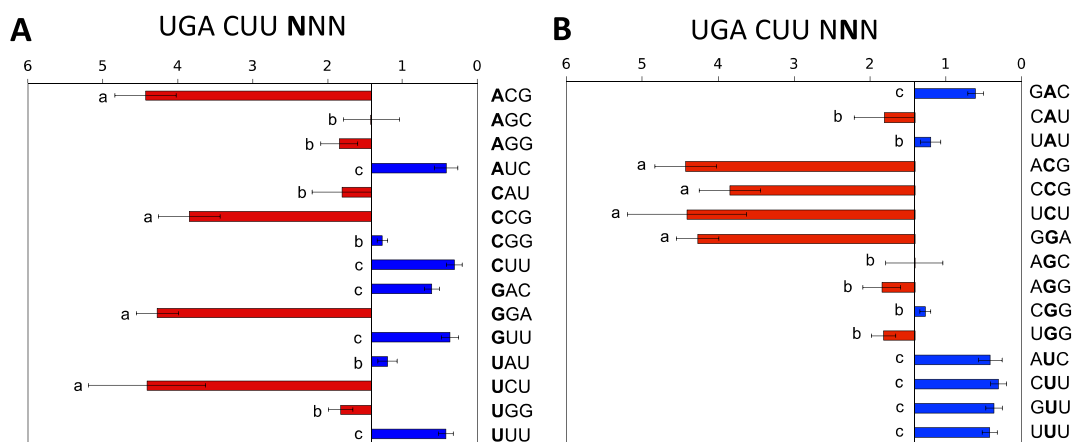 A
UGA CUU NNN
6 5 4 3 2 1 0
a ACG
b AGC
b AGG
c AUC
b CAU
a CCG
b CGG
c CUU
c GAC
a GGA
c GUU
b UAU
a UCU
b UGG
c UUU
B
UGA CUU NNN
6 5 4 3 2 1 0
c GAC
b CAU
b UAU
a ACG
a CCG
a UCU
a GGA
b AGC
b AGG
b CGG
b UGG
c AUC
c CUU
c GUU
c UUU